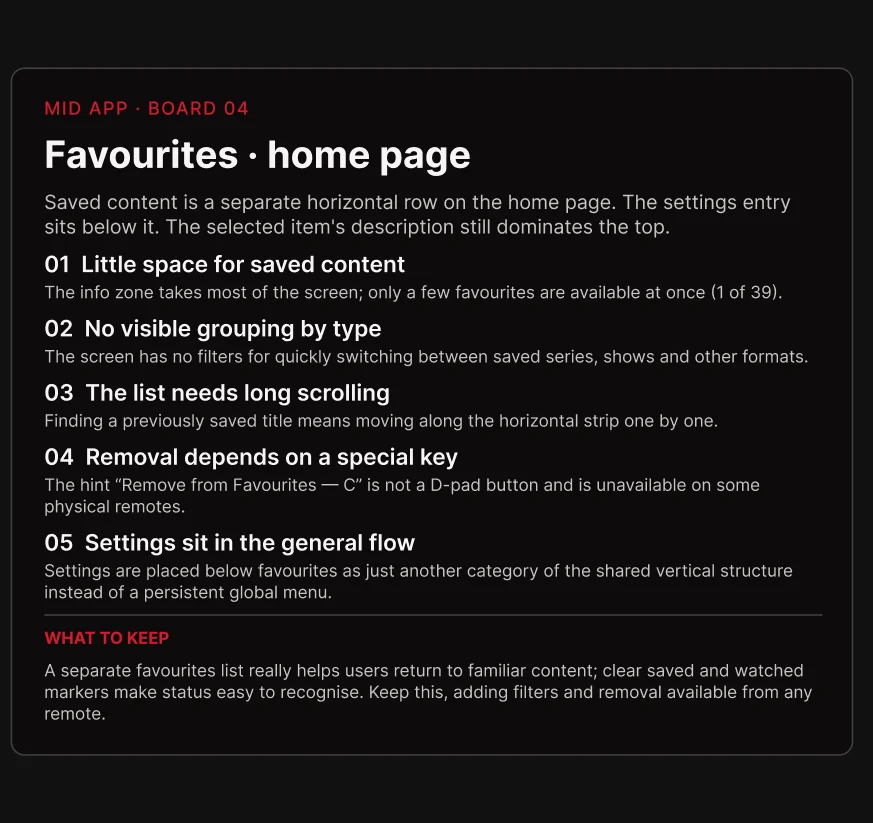 MID APP · BOARD 04
Favourites · home page
Saved content is a separate horizontal row on the home page. The settings entry
sits below it. The selected item's description still dominates the top.
01 Little space for saved content
The info zone takes most of the screen; only a few favourites are available at once (1 of 39).
02 No visible grouping by type
The screen has no filters for quickly switching between saved series, shows and other formats.
03 The list needs long scrolling
Finding a previously saved title means moving along the horizontal strip one by one.
04 Removal depends on a special key
The hint “Remove from Favourites — C” is not a D-pad button and is unavailable on some
physical remotes.
05 Settings sit in the general flow
Settings are placed below favourites as just another category of the shared vertical structure
instead of a persistent global menu.
WHAT TO KEEP
A separate favourites list really helps users return to familiar content; clear saved and watched
markers make status easy to recognise. Keep this, adding filters and removal available from any
remote.